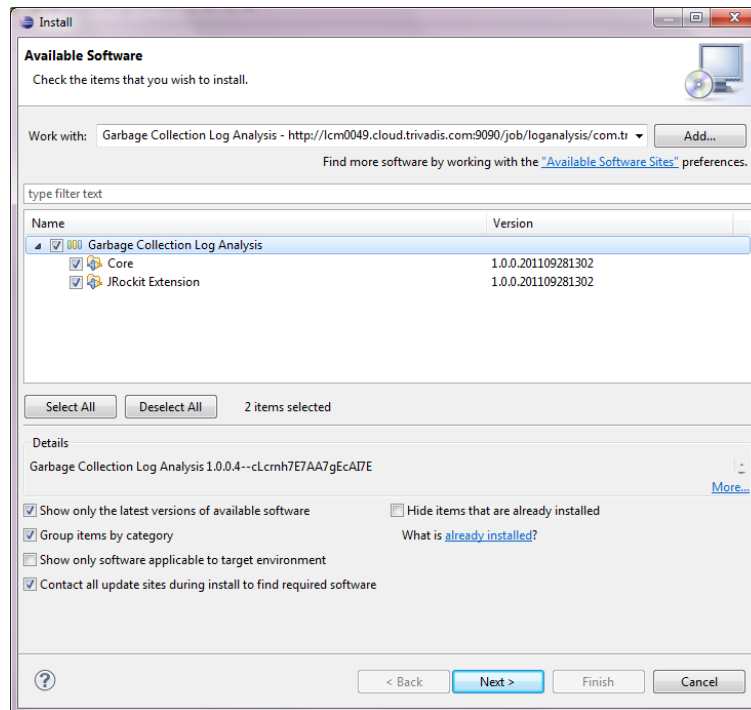 Install
Available Software
Check the items that you wish to install.
Work with: Garbage Collection Log Analysis - http://lcm0049.cloud.trivadis.com:9090/job/loganalysis/com.tr Add...
Find more software by working with the "Available Software Sites" preferences.
type filter text
Name Version
Garbage Collection Log Analysis
Core 1.0.0.201109281302
JRockit Extension 1.0.0.201109281302
Select All Deselect All 2 items selected
Details
Garbage Collection Log Analysis 1.0.0.4--cLcrnh7E7AA7gEcAI7E
More...
Show only the latest versions of available software Hide items that are already installed
Group items by category What is already installed?
Show only software applicable to target environment
Contact all update sites during install to find required software
? < Back Next > Finish Cancel